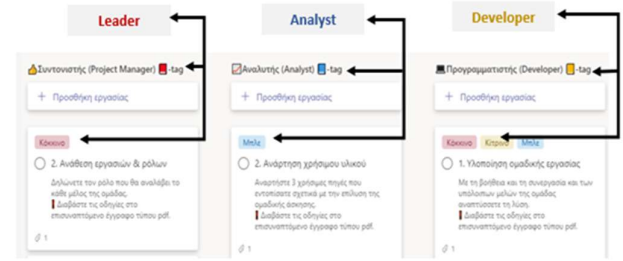 Leader
Analyst
Developer
Συντονιστής (Project Manager) -tag
Αναλυτής (Analyst) -tag
Προγραμματιστής (Developer) -tag
+ Προσθήκη εργασίας
+ Προσθήκη εργασίας
+ Προσθήκη εργασίας
Κόκκινο
2. Ανάθεση εργασιών & ρόλων
Δηλώνετε τον ρόλο που θα αναλάβει το
κάθε μέλος της ομάδας.
Διαβάστε τις οδηγίες στο
επισυναπτόμενο έγγραφο τύπου pdf.
1
Μπλε
2. Ανάρτηση χρήσιμου υλικού
Αναρτήστε 3 χρήσιμες πηγές που
εντοπίσατε σχετικά με την επίλυση της
ομαδικής άσκησης.
Διαβάστε τις οδηγίες στο
επισυναπτόμενο έγγραφο τύπου pdf.
1
Κόκκινο Κίτρινο Μπλε
1. Υλοποίηση ομαδικής εργασίας
Με τη βοήθεια και τη συνεργασία και των
υπόλοιπων μελών της ομάδας
αναπτύσσετε τη λύση.
Διαβάστε τις οδηγίες στο
επισυναπτόμενο έγγραφο τύπου pdf.
1